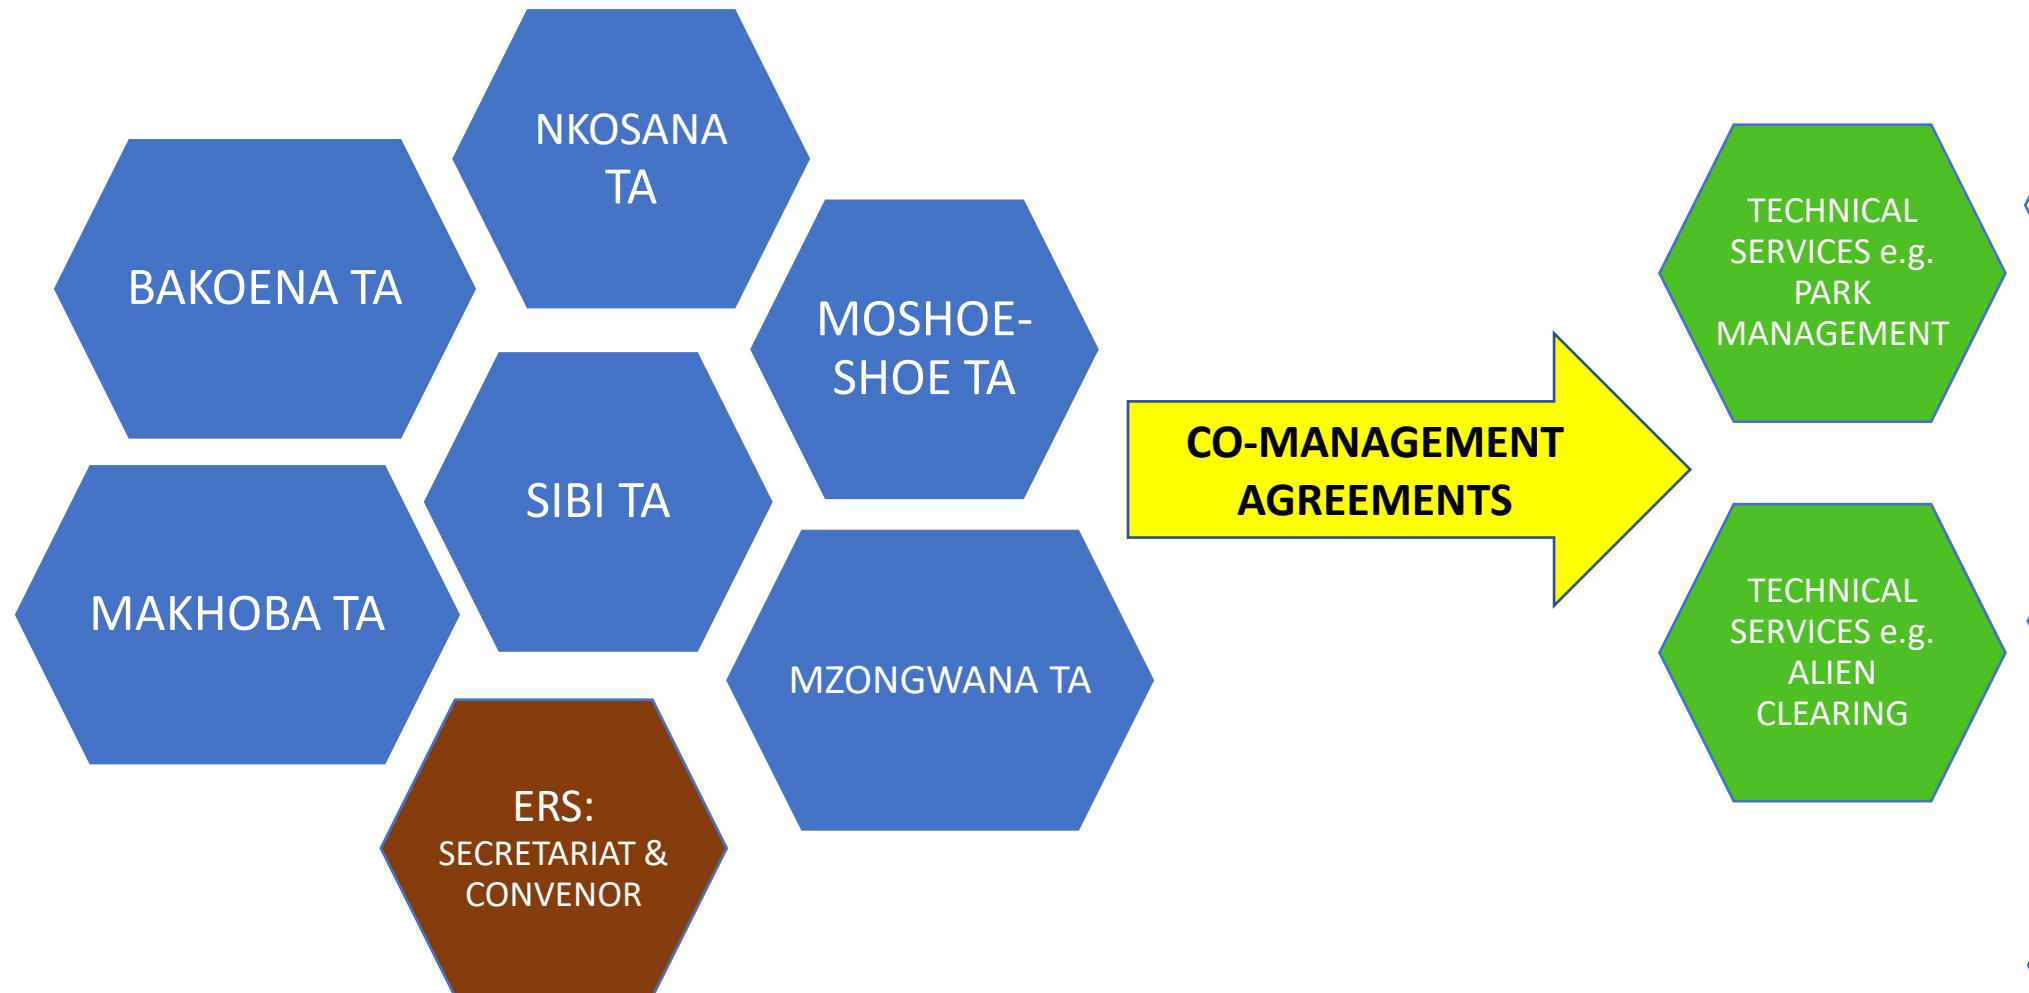 NKOSANA
TA
BAKOENA TA
MOSHOE-
SHOE TA
SIBI TA
MAKHOBA TA
MZONGWANA TA
ERS:
SECRETARIAT &
CONVENOR
CO-MANAGEMENT
AGREEMENTS
TECHNICAL
SERVICES e.g.
PARK
MANAGEMENT
TECHNICAL
SERVICES e.g.
ALIEN
CLEARING